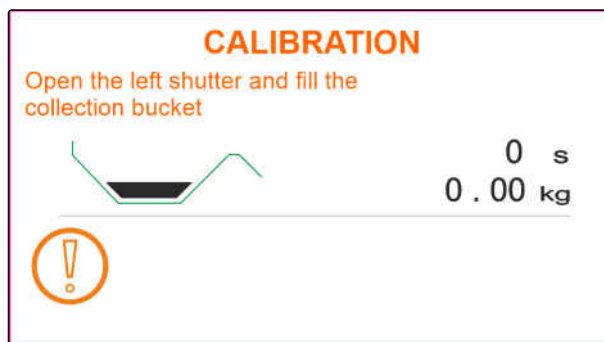 CALIBRATION
Open the left shutter and fill the
collection bucket
0 s
0.00 kg